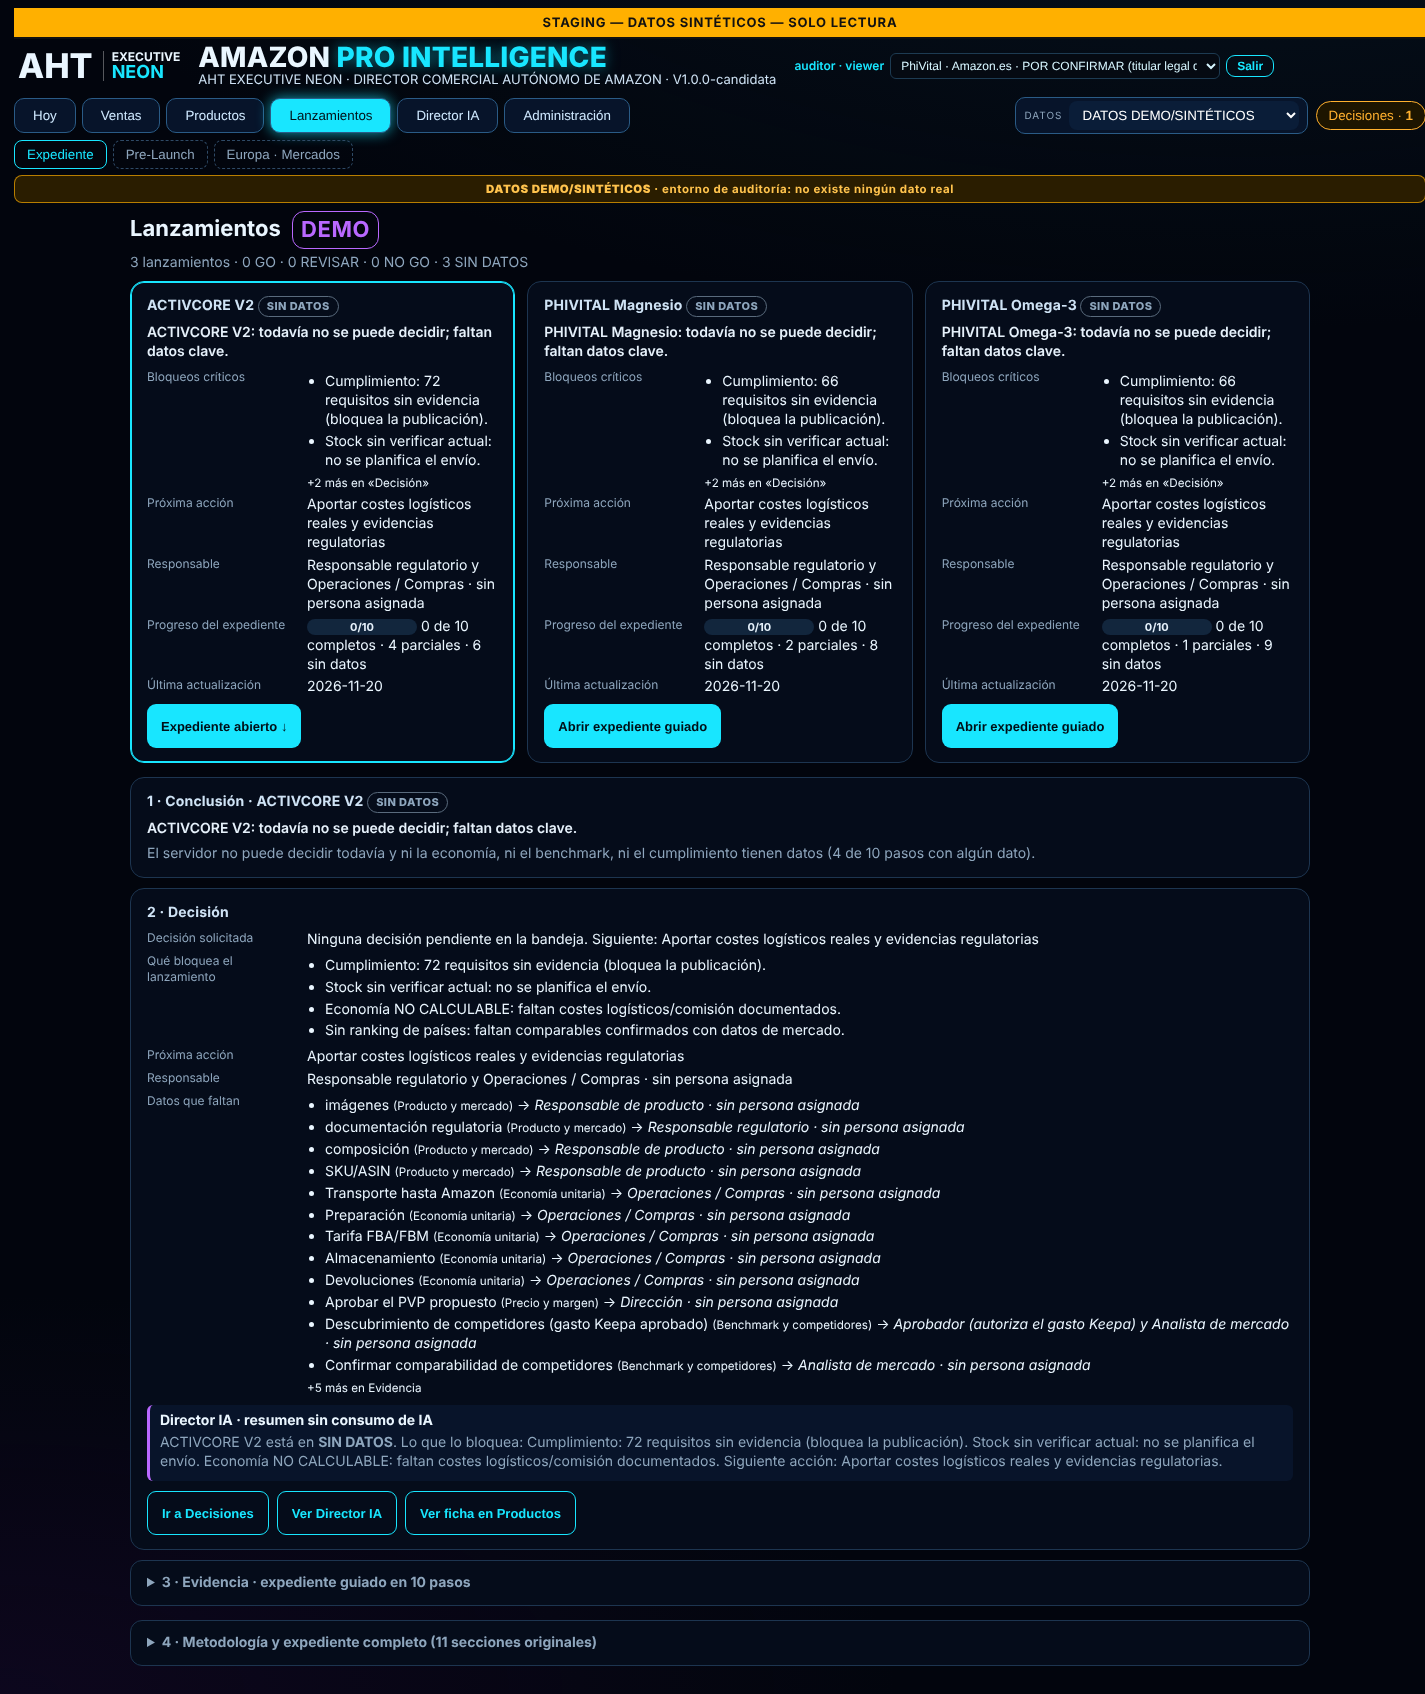 STAGING — DATOS SINTÉTICOS — SOLO LECTURA
AHT EXECUTIVE NEON
AMAZON PRO INTELLIGENCE
AHT EXECUTIVE NEON · DIRECTOR COMERCIAL AUTÓNOMO DE AMAZON · V1.0.0-candidata
auditor · viewer
PhiVital · Amazon.es · POR CONFIRMAR (titular legal
Salir
Hoy
Ventas
Productos
Lanzamientos
Director IA
Administración
DATOS
DATOS DEMO/SINTÉTICOS
Decisiones · 1
Expediente
Pre-Launch
Europa · Mercados
DATOS DEMO/SINTÉTICOS · entorno de auditoría: no existe ningún dato real
Lanzamientos DEMO
3 lanzamientos · 0 GO · 0 REVISAR · 0 NO GO · 3 SIN DATOS
ACTIVCORE V2 SIN DATOS
ACTIVCORE V2: todavía no se puede decidir; faltan
datos clave.
Bloqueos críticos
• Cumplimiento: 72
requisitos sin evidencia
(bloquea la publicación).
• Stock sin verificar actual:
no se planifica el envío.
+2 más en «Decisión»
Próxima acción
Aportar costes logísticos
reales y evidencias
regulatorias
Responsable
Responsable regulatorio y
Operaciones / Compras · sin
persona asignada
Progreso del expediente
0/10 0 de 10
completos · 4 parciales · 6
sin datos
Última actualización
2026-11-20
Expediente abierto ↓
PHIVITAL Magnesio SIN DATOS
PHIVITAL Magnesio: todavía no se puede decidir;
faltan datos clave.
Bloqueos críticos
• Cumplimiento: 66
requisitos sin evidencia
(bloquea la publicación).
• Stock sin verificar actual:
no se planifica el envío.
+2 más en «Decisión»
Próxima acción
Aportar costes logísticos
reales y evidencias
regulatorias
Responsable
Responsable regulatorio y
Operaciones / Compras · sin
persona asignada
Progreso del expediente
0/10 0 de 10
completos · 2 parciales · 8
sin datos
Última actualización
2026-11-20
Abrir expediente guiado
PHIVITAL Omega-3 SIN DATOS
PHIVITAL Omega-3: todavía no se puede decidir;
faltan datos clave.
Bloqueos críticos
• Cumplimiento: 66
requisitos sin evidencia
(bloquea la publicación).
• Stock sin verificar actual:
no se planifica el envío.
+2 más en «Decisión»
Próxima acción
Aportar costes logísticos
reales y evidencias
regulatorias
Responsable
Responsable regulatorio y
Operaciones / Compras · sin
persona asignada
Progreso del expediente
0/10 0 de 10
completos · 1 parciales · 9
sin datos
Última actualización
2026-11-20
Abrir expediente guiado
1 · Conclusión · ACTIVCORE V2 SIN DATOS
ACTIVCORE V2: todavía no se puede decidir; faltan datos clave.
El servidor no puede decidir todavía y ni la economía, ni el benchmark, ni el cumplimiento tienen datos (4 de 10 pasos con algún dato).
2 · Decisión
Decisión solicitada
Ninguna decisión pendiente en la bandeja. Siguiente: Aportar costes logísticos reales y evidencias regulatorias
Qué bloquea el
lanzamiento
• Cumplimiento: 72 requisitos sin evidencia (bloquea la publicación).
• Stock sin verificar actual: no se planifica el envío.
• Economía NO CALCULABLE: faltan costes logísticos/comisión documentados.
• Sin ranking de países: faltan comparables confirmados con datos de mercado.
Próxima acción
Aportar costes logísticos reales y evidencias regulatorias
Responsable
Responsable regulatorio y Operaciones / Compras · sin persona asignada
Datos que faltan
• imágenes (Producto y mercado) → Responsable de producto · sin persona asignada
• documentación regulatoria (Producto y mercado) → Responsable regulatorio · sin persona asignada
• composición (Producto y mercado) → Responsable de producto · sin persona asignada
• SKU/ASIN (Producto y mercado) → Responsable de producto · sin persona asignada
• Transporte hasta Amazon (Economía unitaria) → Operaciones / Compras · sin persona asignada
• Preparación (Economía unitaria) → Operaciones / Compras · sin persona asignada
• Tarifa FBA/FBM (Economía unitaria) → Operaciones / Compras · sin persona asignada
• Almacenamiento (Economía unitaria) → Operaciones / Compras · sin persona asignada
• Devoluciones (Economía unitaria) → Operaciones / Compras · sin persona asignada
• Aprobar el PVP propuesto (Precio y margen) → Dirección · sin persona asignada
• Descubrimiento de competidores (gasto Keepa aprobado) (Benchmark y competidores) → Aprobador (autoriza el gasto Keepa) y Analista de mercado
· sin persona asignada
• Confirmar comparabilidad de competidores (Benchmark y competidores) → Analista de mercado · sin persona asignada
+5 más en Evidencia
Director IA · resumen sin consumo de IA
ACTIVCORE V2 está en SIN DATOS. Lo que lo bloquea: Cumplimiento: 72 requisitos sin evidencia (bloquea la publicación). Stock sin verificar actual: no se planifica el
envío. Economía NO CALCULABLE: faltan costes logísticos/comisión documentados. Siguiente acción: Aportar costes logísticos reales y evidencias regulatorias.
Ir a Decisiones
Ver Director IA
Ver ficha en Productos
▶ 3 · Evidencia · expediente guiado en 10 pasos
▶ 4 · Metodología y expediente completo (11 secciones originales)